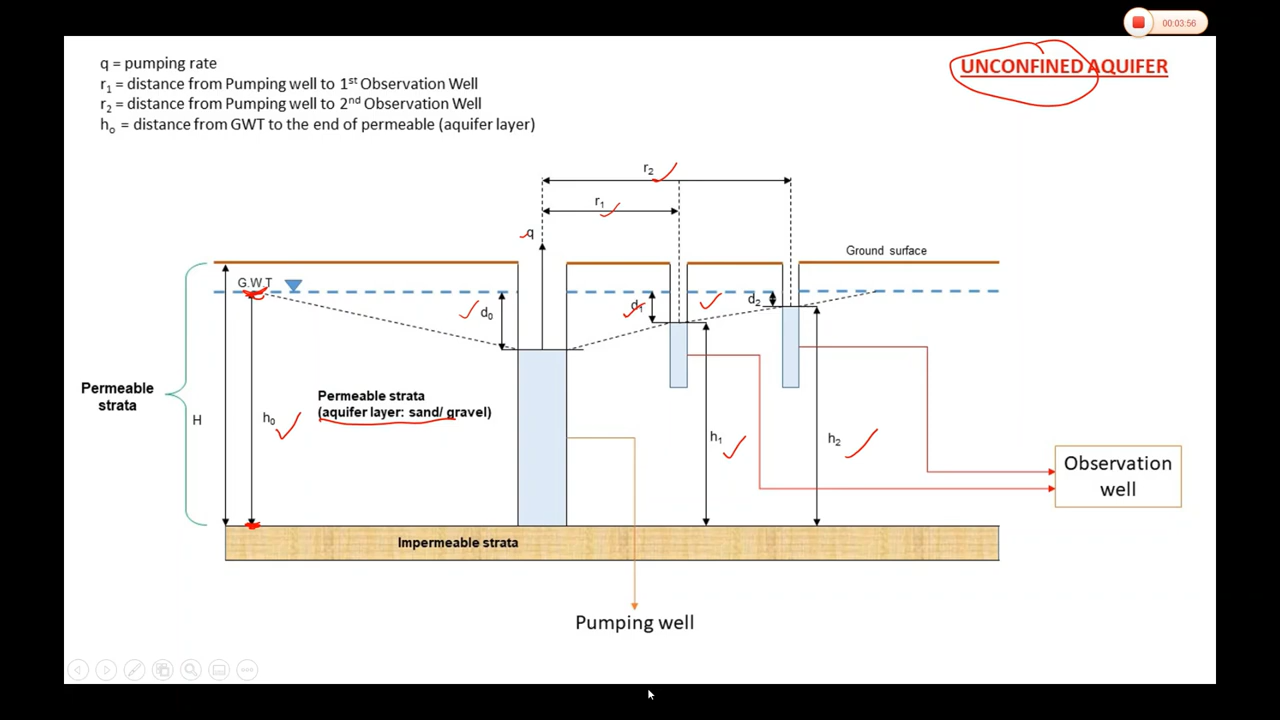 00:03:56
q = pumping rate
r₁ = distance from Pumping well to 1st Observation Well
r₂ = distance from Pumping well to 2nd Observation Well
hₒ = distance from GWT to the end of permeable (aquifer layer)
UNCONFINED AQUIFER
r₂
r₁
q
Ground surface
G.W.T
d₀
d₁
d₂
Permeable
strata
H
h₀
Permeable strata
(aquifer layer: sand/ gravel)
h₁
h₂
Observation
well
Impermeable strata
Pumping well